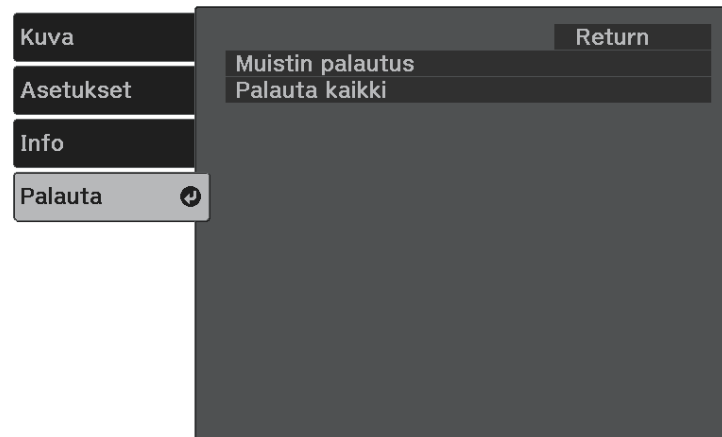 Kuva
Asetukset
Info
Palauta
Return
Muistin palautus
Palauta kaikki